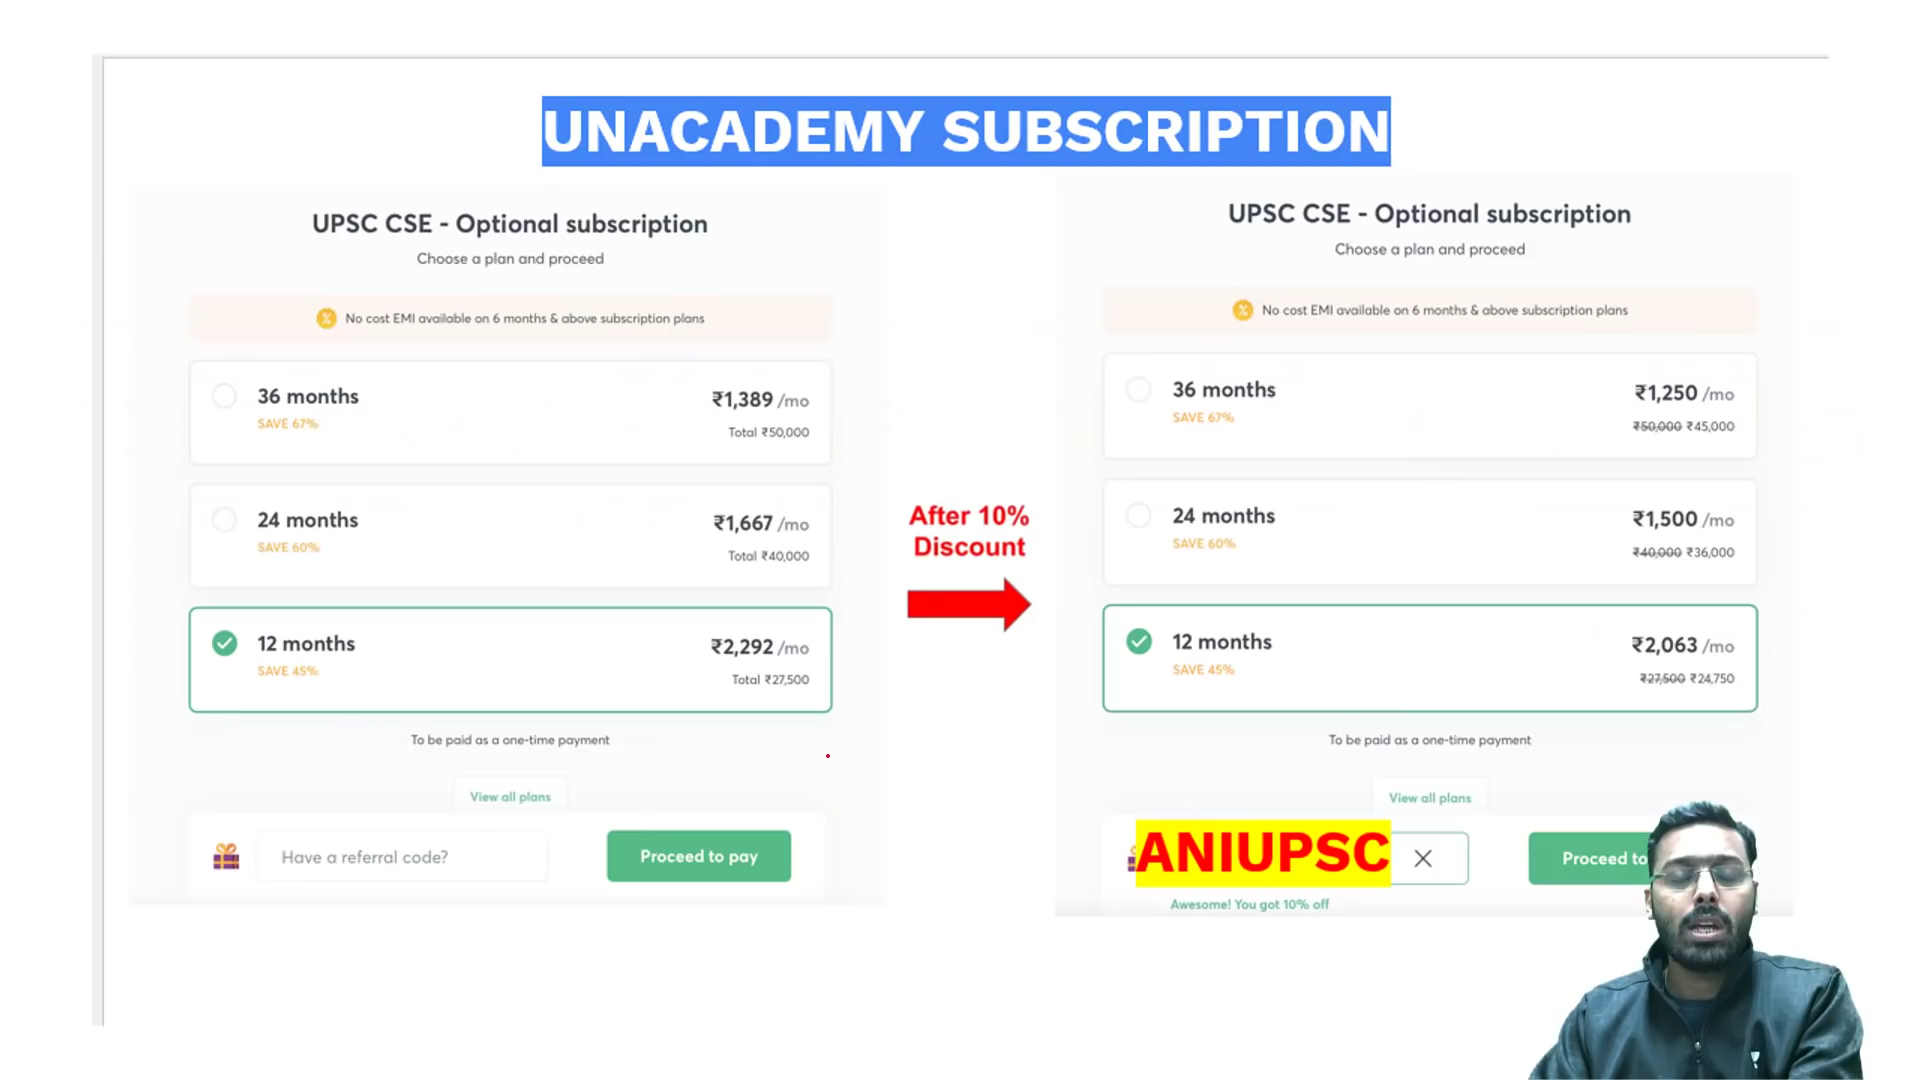 UNACADEMY SUBSCRIPTION
UPSC CSE - Optional subscription
Choose a plan and proceed
No cost EMI available on 6 months & above subscription plans
36 months
₹1,389 /mo
SAVE 67%
Total ₹50,000
24 months
₹1,667 /mo
SAVE 60%
Total ₹40,000
12 months
₹2,292 /mo
SAVE 45%
Total ₹27,500
To be paid as a one-time payment
View all plans
Have a referral code?
Proceed to pay
After 10%
Discount
UPSC CSE - Optional subscription
Choose a plan and proceed
No cost EMI available on 6 months & above subscription plans
36 months
₹1,250 /mo
SAVE 67%
₹50,000 ₹45,000
24 months
₹1,500 /mo
SAVE 60%
₹40,000 ₹36,000
12 months
₹2,063 /mo
SAVE 45%
₹27,500 ₹24,750
To be paid as a one-time payment
View all plans
ANIUPSC
Proceed to
Awesome! You got 10% off